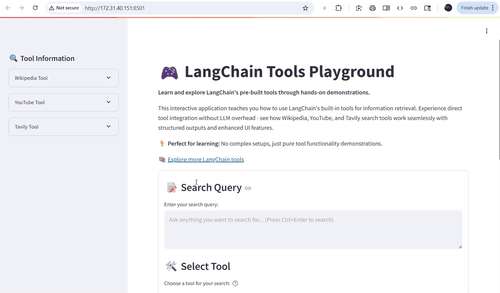 Not secure
http://172.31.40.151:8501
Finish update
Tool Information
Wikipedia Tool
YouTube Tool
Tavily Tool
LangChain Tools Playground
Learn and explore LangChain's pre-built tools through hands-on demonstrations.
This interactive application teaches you how to use LangChain's built-in tools for information retrieval. Experience direct
tool integration without LLM overhead - see how Wikipedia, YouTube, and Tavily search tools work seamlessly with
structured outputs and enhanced UI features.
Perfect for learning: No complex setups, just pure tool functionality demonstrations.
Explore more LangChain tools
Search Query
Enter your search query:
Ask anything you want to search for... (Press Ctrl+Enter to search)
Select Tool
Choose a tool for your search: